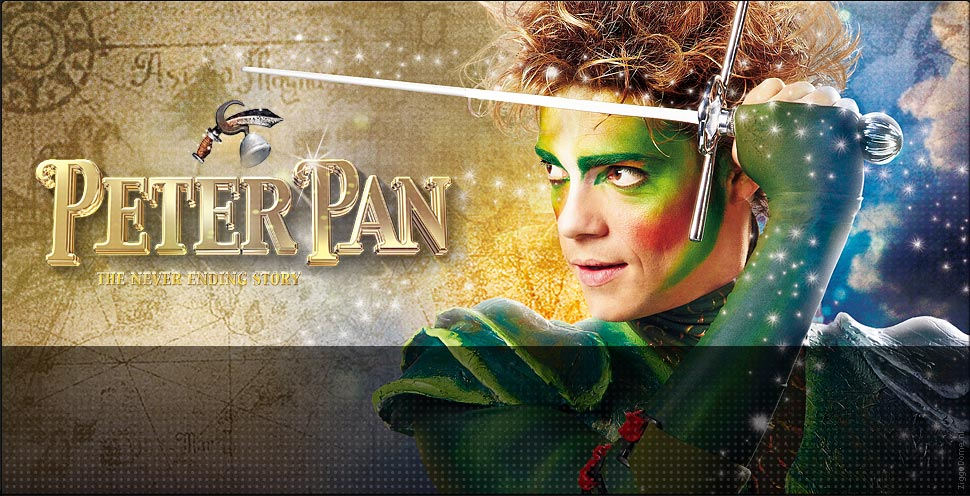 PETER PAN
THE NEVER ENDING STORY